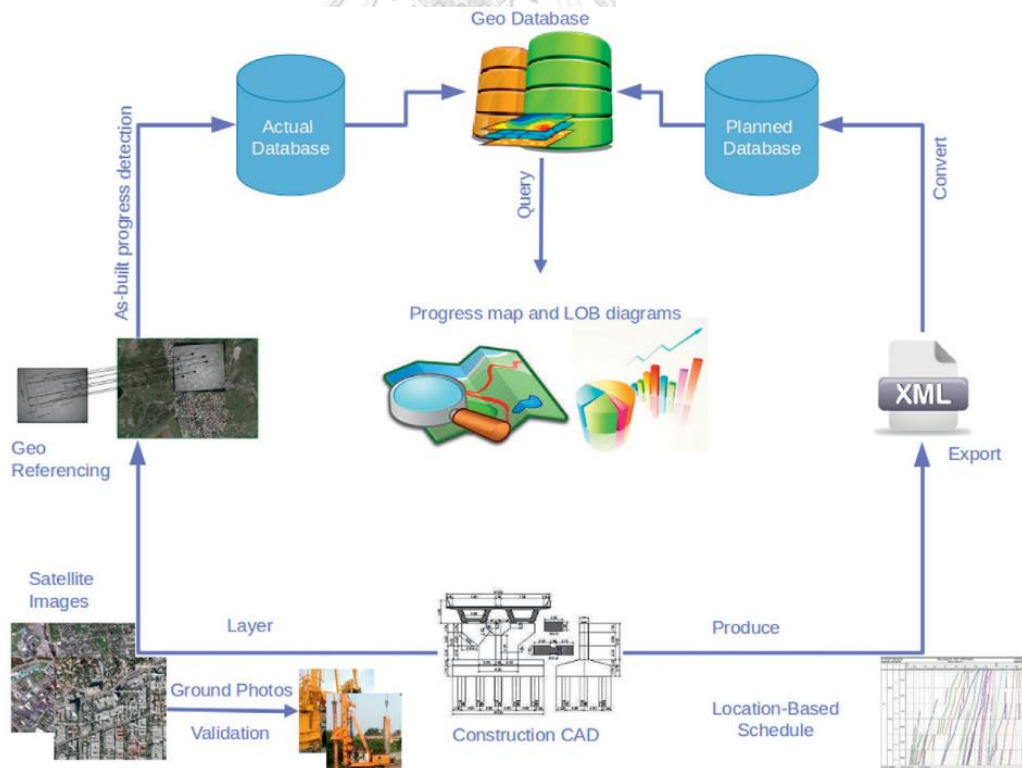 Geo Database
Actual
Database
Planned
Database
As-built progress detection
Query
Convert
Progress map and LOB diagrams
XML
Geo
Referencing
Export
Satellite
Images
Layer
Produce
Ground Photos
Validation
Construction CAD
Location-Based
Schedule